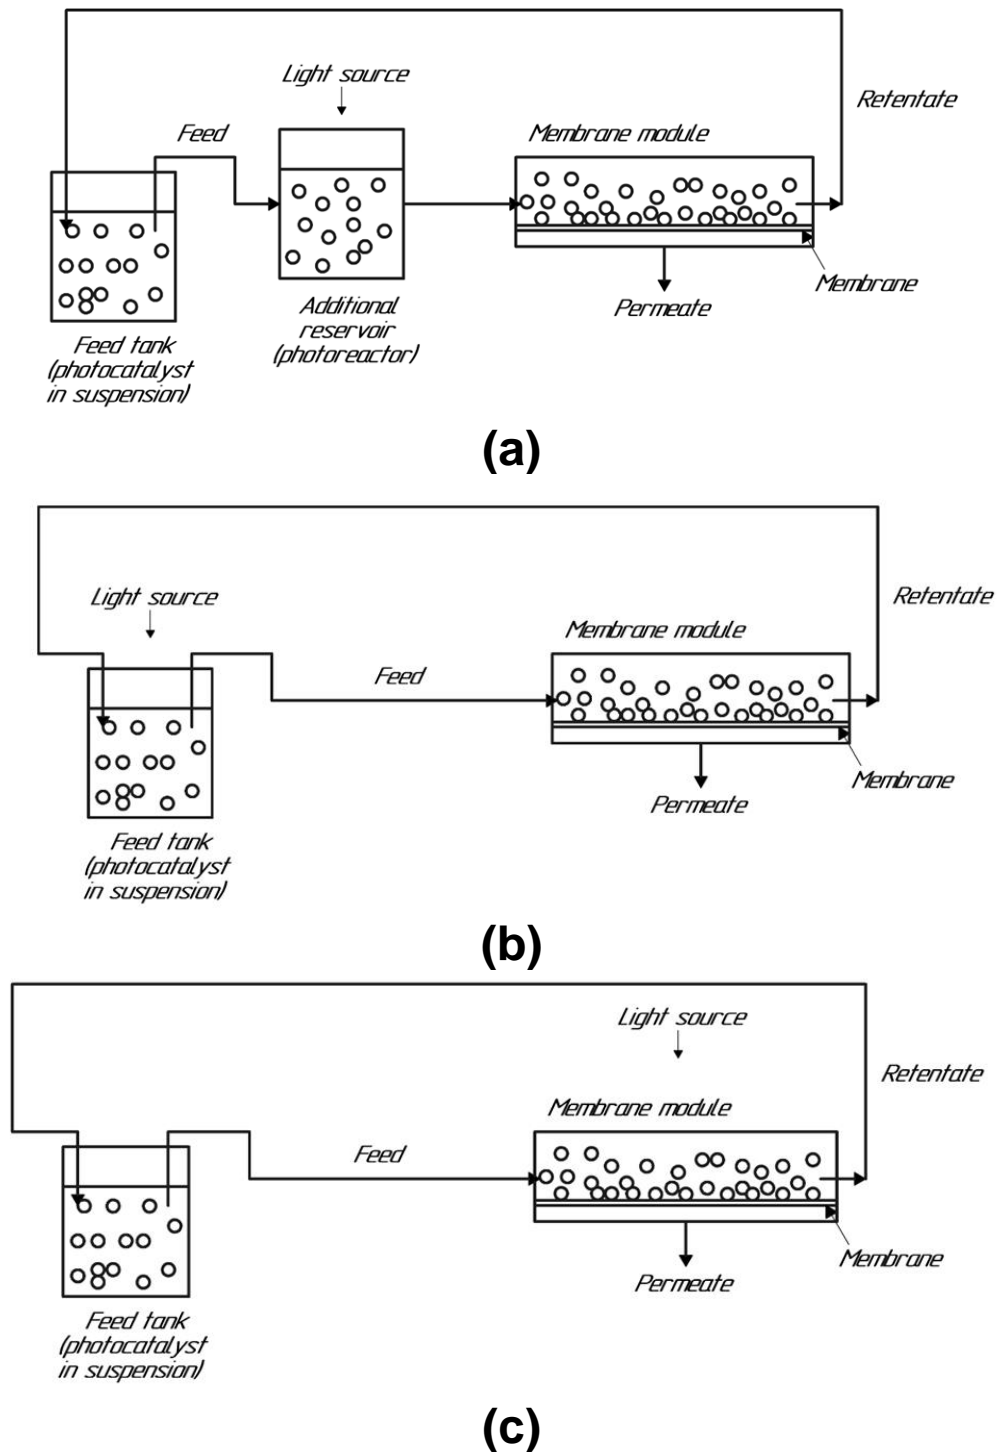 Light source
Retentate
Feed
Membrane module
Membrane
Permeate
Additional
reservoir
(photoreactor)
Feed tank
(photocatalyst
in suspension)
(a)
Light source
Retentate
Membrane module
Feed
Membrane
Permeate
Feed tank
(photocatalyst
in suspension)
(b)
Light source
Retentate
Membrane module
Feed
Membrane
Permeate
Feed tank
(photocatalyst
in suspension)
(c)